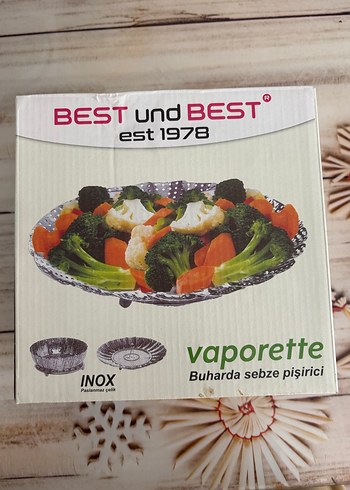 BEST und BEST®
est 1978
vaporette
Buharda sebze pişirici
INOX
Paslanmaz çelik